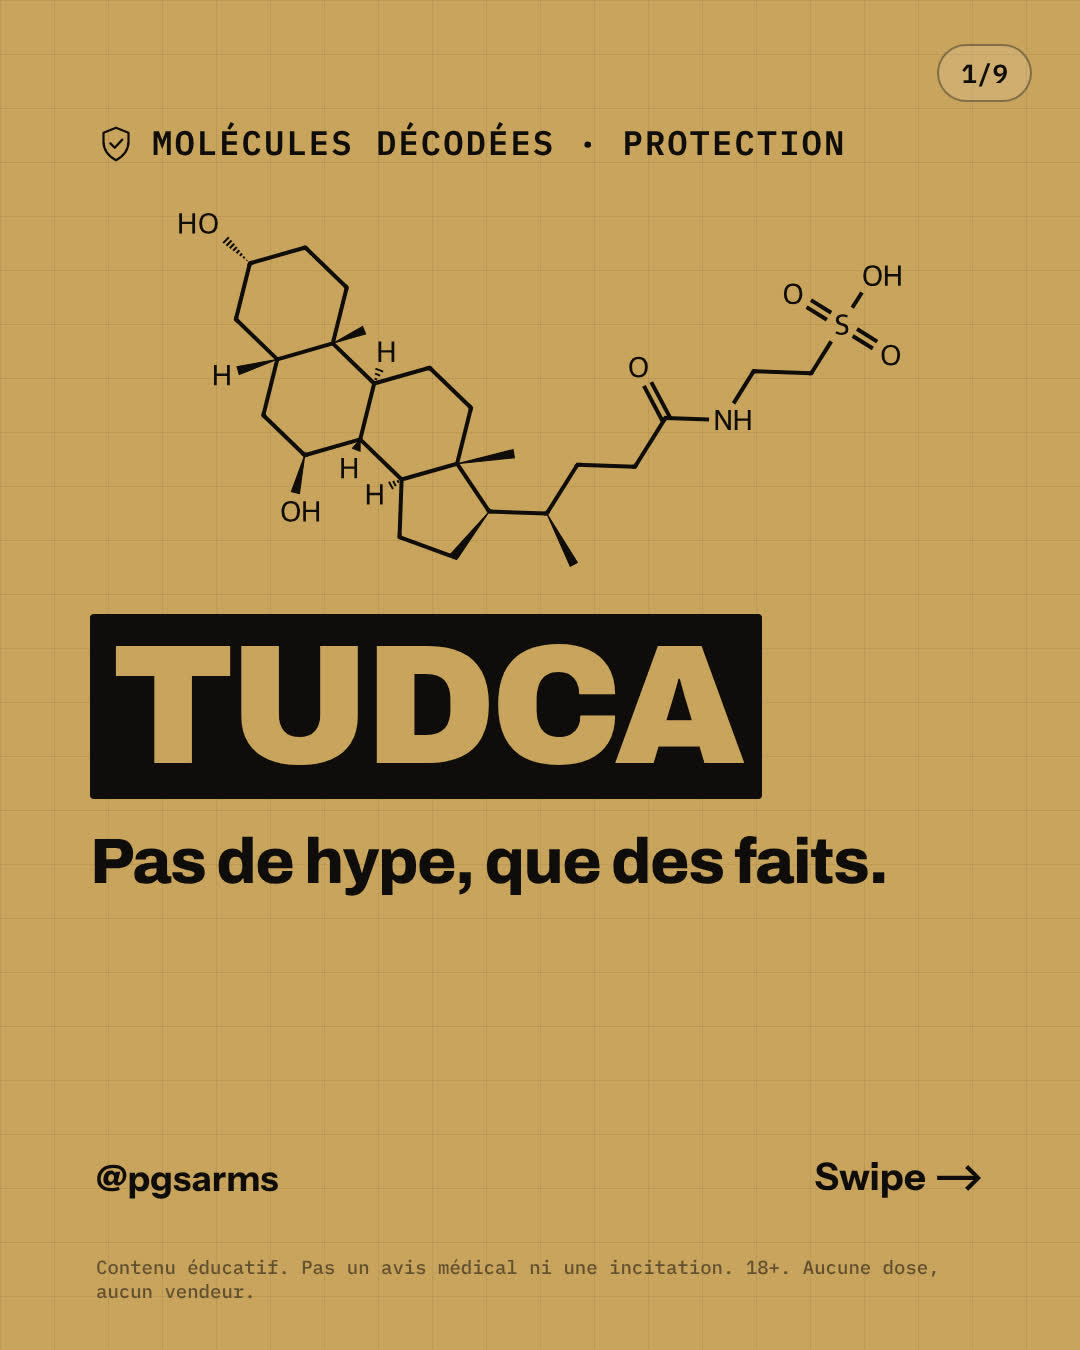 1/9
MOLÉCULES DÉCODÉES · PROTECTION
HO
OH
O
S
O
H
O
H
NH
H
H
OH
TUDCA
Pas de hype, que des faits.
@pgsarms
Swipe →
Contenu éducatif. Pas un avis médical ni une incitation. 18+. Aucune dose,
aucun vendeur.